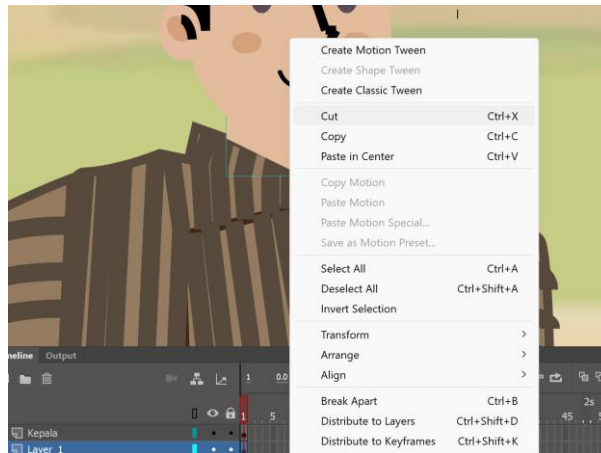 Create Motion Tween
Create Shape Tween
Create Classic Tween
Cut Ctrl+X
Copy Ctrl+C
Paste in Center Ctrl+V
Copy Motion
Paste Motion
Paste Motion Special...
Save as Motion Preset...
Select All Ctrl+A
Deselect All Ctrl+Shift+A
Invert Selection
Transform
Arrange
Align
Break Apart Ctrl+B
Distribute to Layers Ctrl+Shift+D
Distribute to Keyframes Ctrl+Shift+K
meline Output
1 0.0
2s
1 5 45
Kepala
Layer_1